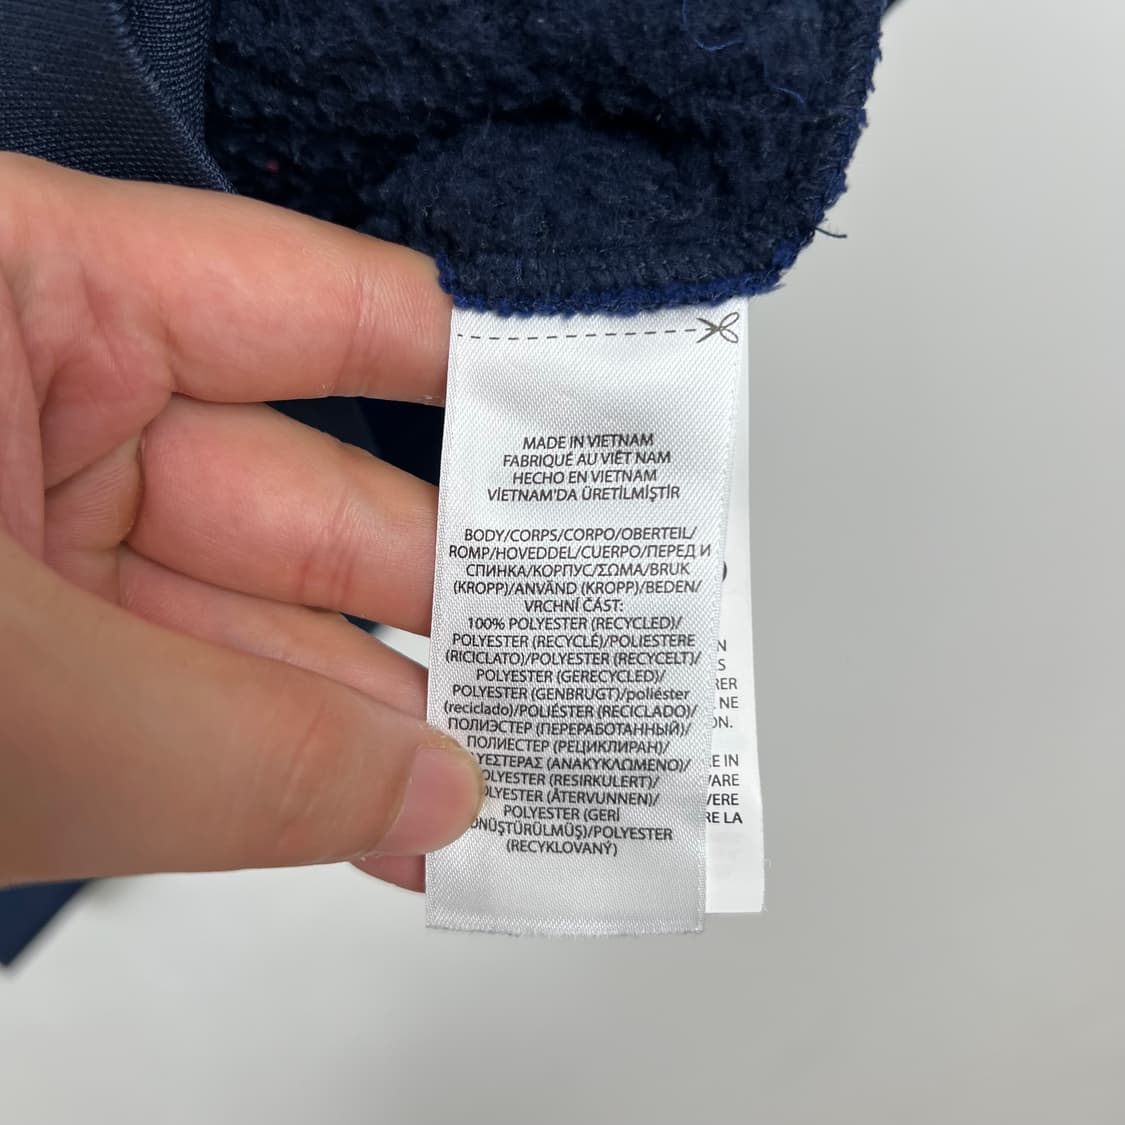 MADE IN VIETNAM
FABRIQUÉ AU VIÊT NAM
HECHO EN VIETNAM
VİETNAM'DA ÜRETİLMİŞTİR
BODY/CORPS/CORPO/OBERTEIL/
ROMP/HOVEDDEL/CUERPO/ПЕРЕД И
СПИНКА/КОРПУС/ΣΩΜΑ/BRUK
(KROPP)/ANVÄND (KROPP)/BEDEN/
VRCHNÍ ČÁST:
100% POLYESTER (RECYCLED)/
POLYESTER (RECYCLÉ)/POLIESTERE
(RICICLATO)/POLYESTER (RECYCELT)/
POLYESTER (GERECYCLED)/
POLYESTER (GENBRUGT)/poliéster
(reciclado)/POLIÉSTER (RECICLADO)/
ПОЛИЭСТЕР (ПЕРЕРАБОТАННЫЙ)/
ПОЛИЕСТЕР (РЕЦИКЛИРАН)/
(ΑΝΑΚΥΚΛΩΜΕΝΟ)/
(RESIRKULERT)/
(ÅTERVUNNEN)/
POLYESTER (GERİ
POLYESTER
(RECYKLOVANÝ)
NE
IN
LA